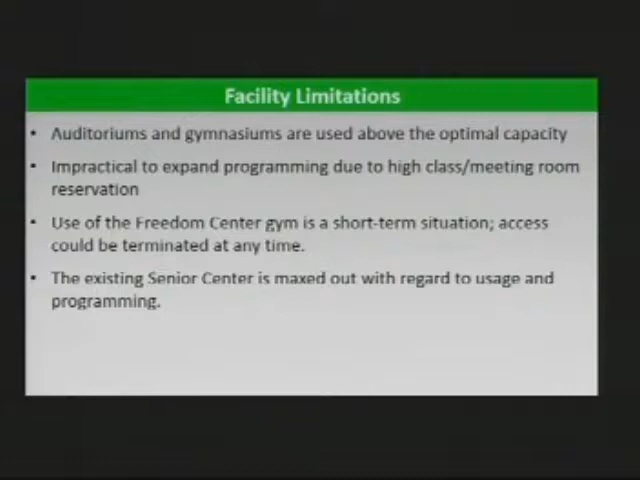 Facility Limitations
• Auditoriums and gymnasiums are used above the optimal capacity
• Impractical to expand programming due to high class/meeting room
reservation
• Use of the Freedom Center gym is a short-term situation; access
could be terminated at any time.
• The existing Senior Center is maxed out with regard to usage and
programming.